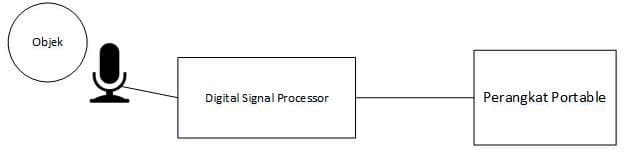 Objek
Digital Signal Processor
Perangkat Portable